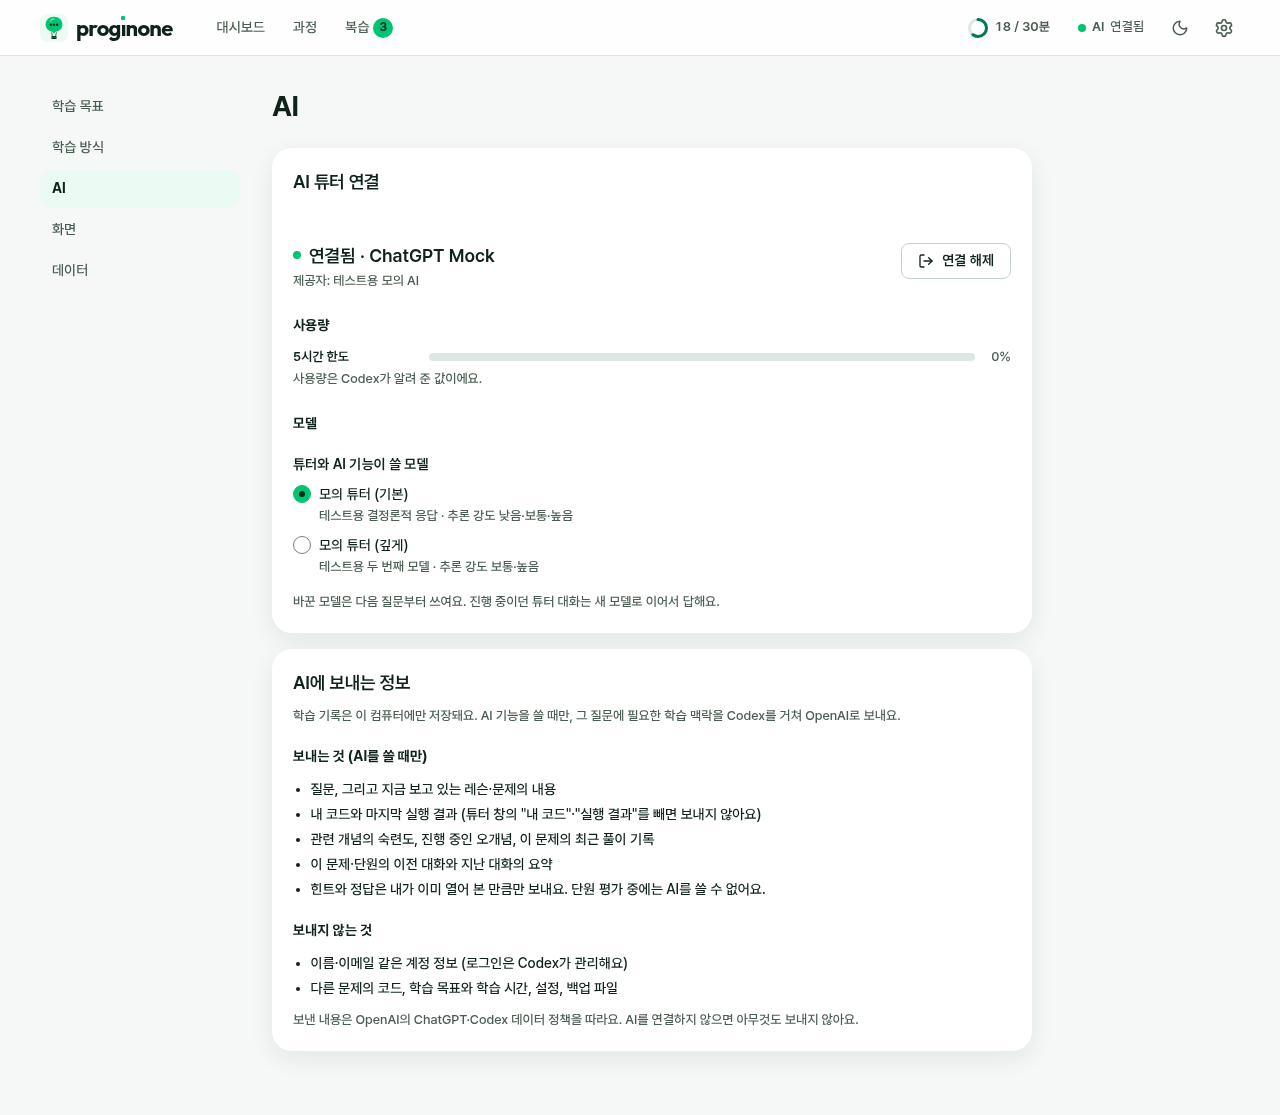 proginone
대시보드
과정
복습 3
18 / 30분
AI 연결됨
학습 목표
학습 방식
AI
화면
데이터
AI
AI 튜터 연결
연결됨 · ChatGPT Mock
제공자: 테스트용 모의 AI
연결 해제
사용량
5시간 한도
0%
사용량은 Codex가 알려 준 값이에요.
모델
튜터와 AI 기능이 쓸 모델
모의 튜터 (기본)
테스트용 결정론적 응답 · 추론 강도 낮음·보통·높음
모의 튜터 (깊게)
테스트용 두 번째 모델 · 추론 강도 보통·높음
바꾼 모델은 다음 질문부터 쓰여요. 진행 중이던 튜터 대화는 새 모델로 이어서 답해요.
AI에 보내는 정보
학습 기록은 이 컴퓨터에만 저장돼요. AI 기능을 쓸 때만, 그 질문에 필요한 학습 맥락을 Codex를 거쳐 OpenAI로 보내요.
보내는 것 (AI를 쓸 때만)
• 질문, 그리고 지금 보고 있는 레슨·문제의 내용
• 내 코드와 마지막 실행 결과 (튜터 창의 "내 코드"·"실행 결과"를 빼면 보내지 않아요)
• 관련 개념의 숙련도, 진행 중인 오개념, 이 문제의 최근 풀이 기록
• 이 문제·단원의 이전 대화와 지난 대화의 요약
• 힌트와 정답은 내가 이미 열어 본 만큼만 보내요. 단원 평가 중에는 AI를 쓸 수 없어요.
보내지 않는 것
• 이름·이메일 같은 계정 정보 (로그인은 Codex가 관리해요)
• 다른 문제의 코드, 학습 목표와 학습 시간, 설정, 백업 파일
보낸 내용은 OpenAI의 ChatGPT·Codex 데이터 정책을 따라요. AI를 연결하지 않으면 아무것도 보내지 않아요.